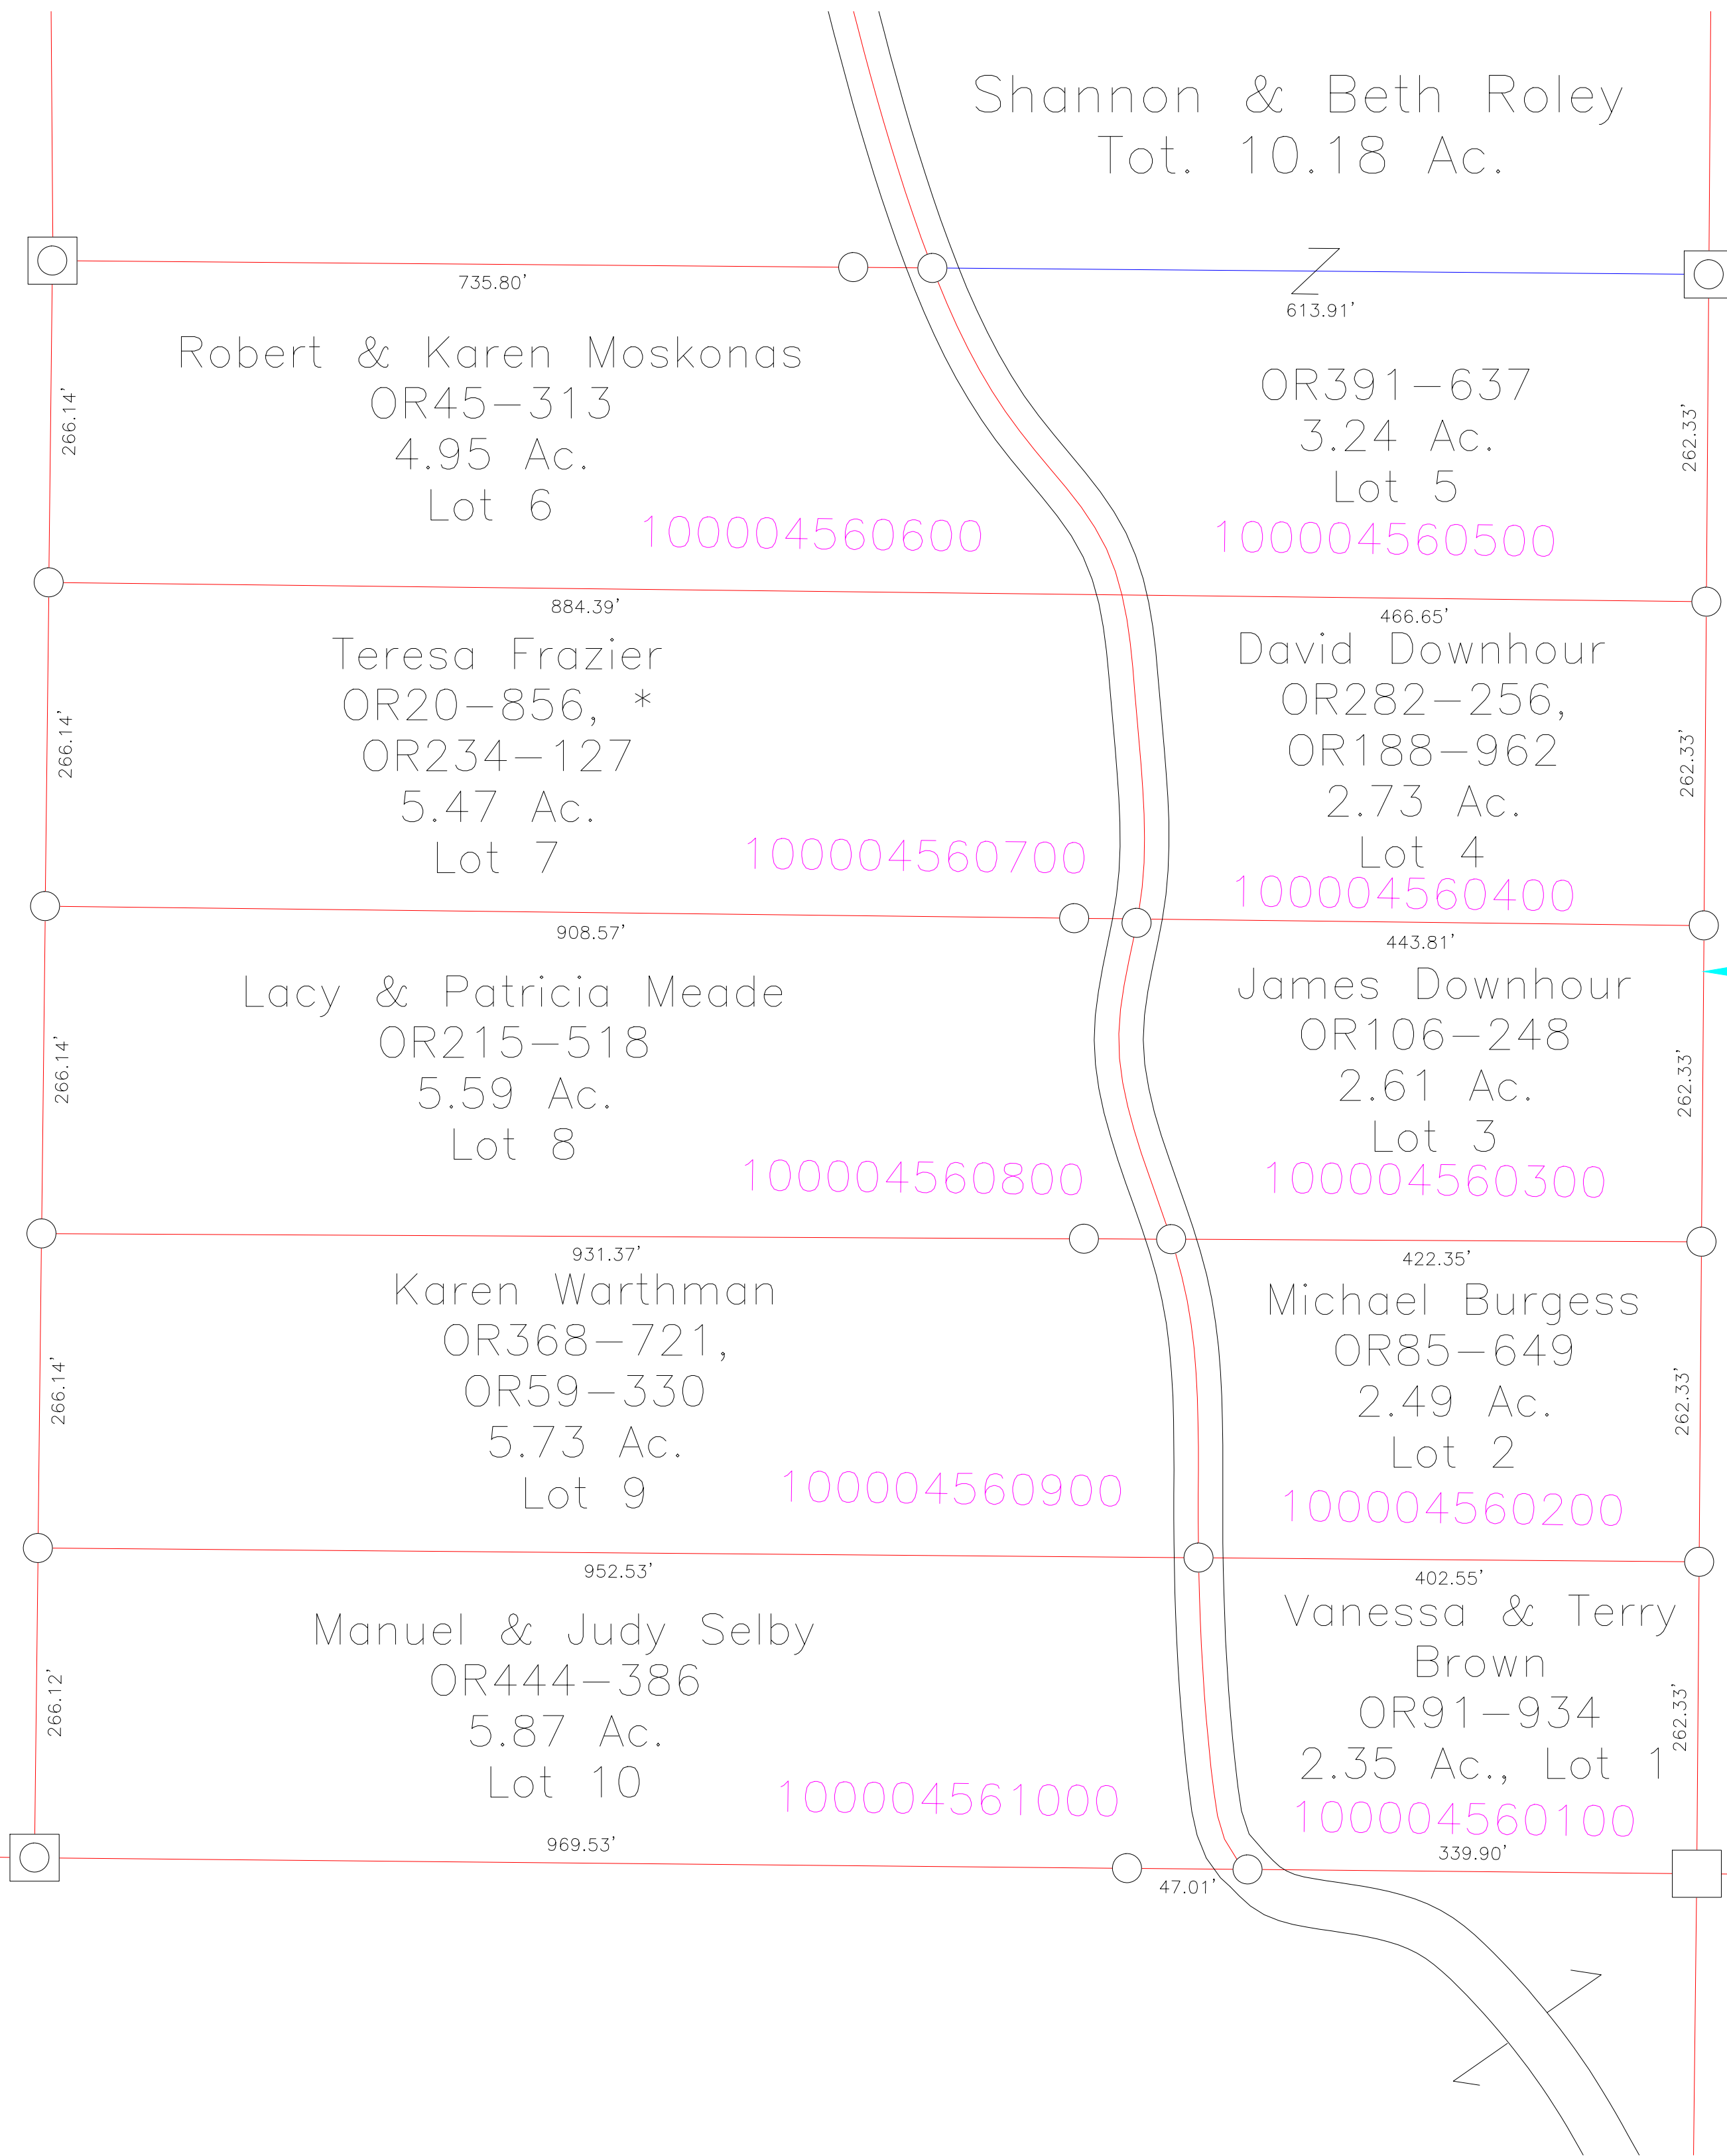 Shannon & Beth Roley
Tot. 10.18 Ac.
735.80'
613.91'
Robert & Karen Moskonas
OR45-313
4.95 Ac.
Lot 6
100004560600
266.14'
OR391-637
3.24 Ac.
Lot 5
100004560500
262.33'
884.39'
466.65'
Teresa Frazier
OR20-856, *
OR234-127
5.47 Ac.
Lot 7
100004560700
266.14'
David Downhour
OR282-256,
OR188-962
2.73 Ac.
Lot 4
100004560400
262.33'
908.57'
443.81'
Lacy & Patricia Meade
OR215-518
5.59 Ac.
Lot 8
100004560800
266.14'
James Downhour
OR106-248
2.61 Ac.
Lot 3
100004560300
262.33'
931.37'
422.35'
Karen Warthman
OR368-721,
OR59-330
5.73 Ac.
Lot 9
100004560900
266.14'
Michael Burgess
OR85-649
2.49 Ac.
Lot 2
100004560200
262.33'
952.53'
402.55'
Manuel & Judy Selby
OR444-386
5.87 Ac.
Lot 10
100004561000
266.12'
Vanessa & Terry
Brown
OR91-934
2.35 Ac., Lot 1
100004560100
262.33'
969.53'
47.01'
339.90'